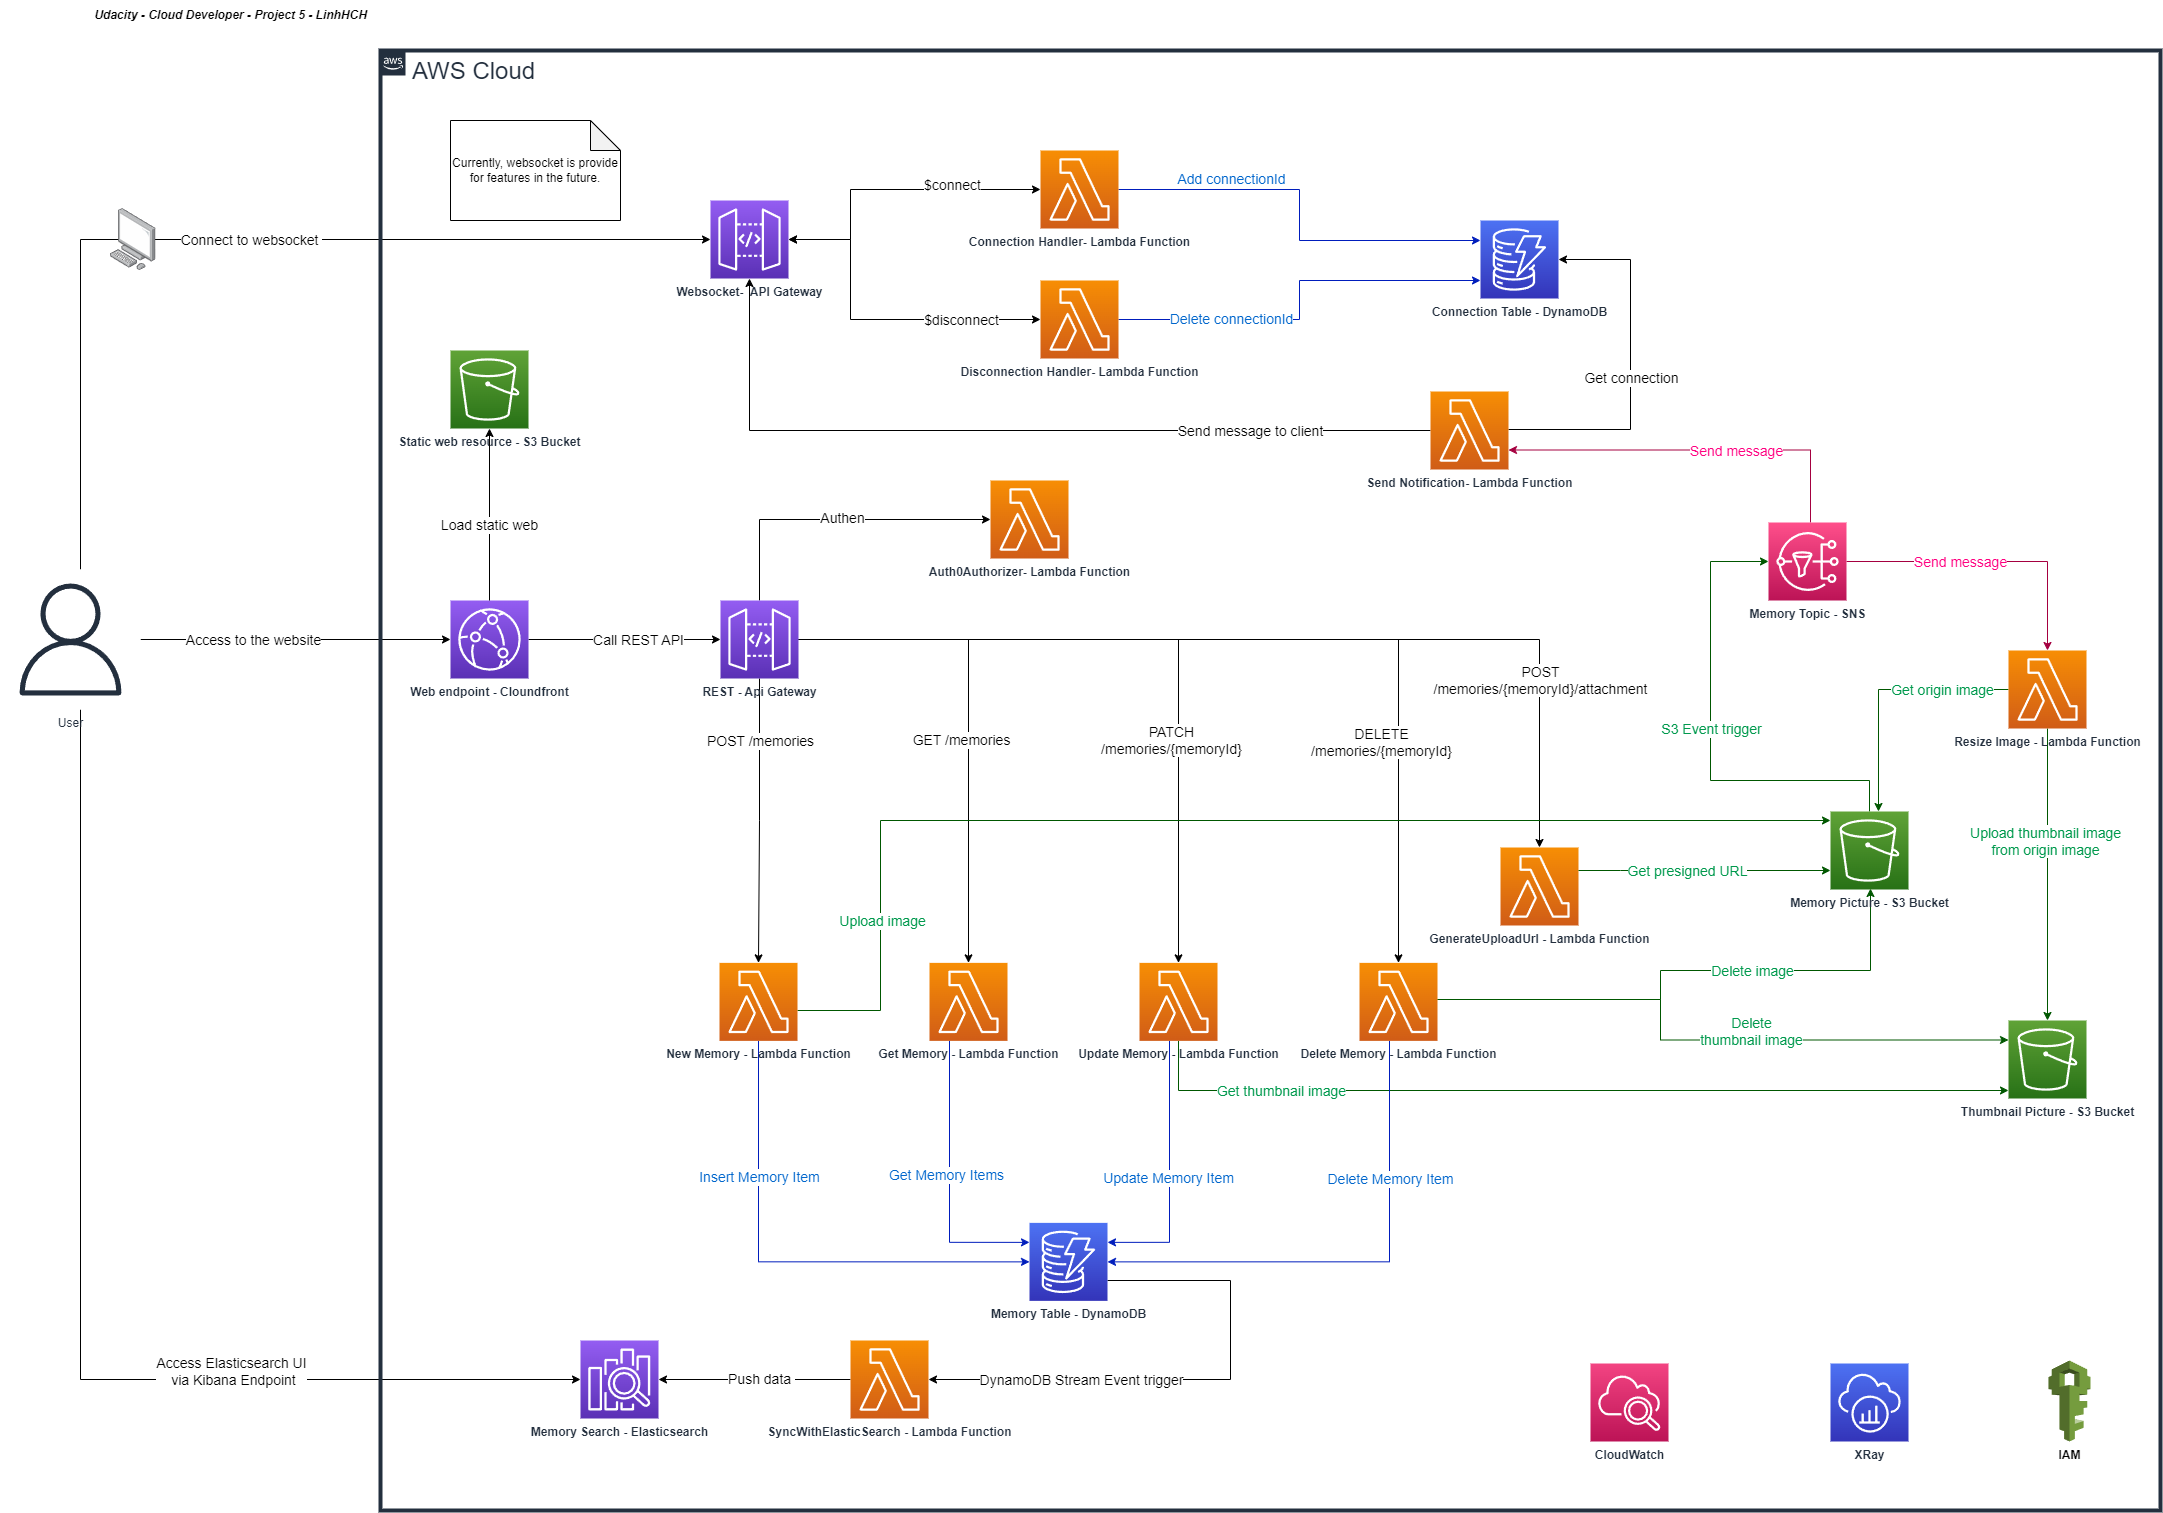 Udacity - Cloud Developer - Project 5 - LinhHCH
aws
AWS Cloud
Currently, websocket is provide
for features in the future.
$connect
Add connectionId
Connect to websocket
Connection Handler- Lambda Function
Websocket- API Gateway
$disconnect
Delete connectionId
Connection Table - DynamoDB
Disconnection Handler- Lambda Function
Get connection
Static web resource - S3 Bucket
Send message to client
Send message
Send Notification- Lambda Function
Load static web
Authen
Auth0Authorizer- Lambda Function
Send message
Memory Topic - SNS
Access to the website
Call REST API
Web endpoint - Cloundfront
REST - Api Gateway
User
POST
/memories/{memoryId}/attachment
Get origin image
POST /memories
GET /memories
PATCH
/memories/{memoryId}
DELETE
/memories/{memoryId}
S3 Event trigger
Resize Image - Lambda Function
Upload thumbnail image
from origin image
Get presigned URL
Memory Picture - S3 Bucket
Upload image
GenerateUploadUrl - Lambda Function
Delete image
Delete
thumbnail image
New Memory - Lambda Function
Get Memory - Lambda Function
Update Memory - Lambda Function
Delete Memory - Lambda Function
Get thumbnail image
Thumbnail Picture - S3 Bucket
Insert Memory Item
Get Memory Items
Update Memory Item
Delete Memory Item
Memory Table - DynamoDB
Access Elasticsearch UI
via Kibana Endpoint
Push data
DynamoDB Stream Event trigger
Memory Search - Elasticsearch
SyncWithElasticSearch - Lambda Function
CloudWatch
XRay
IAM